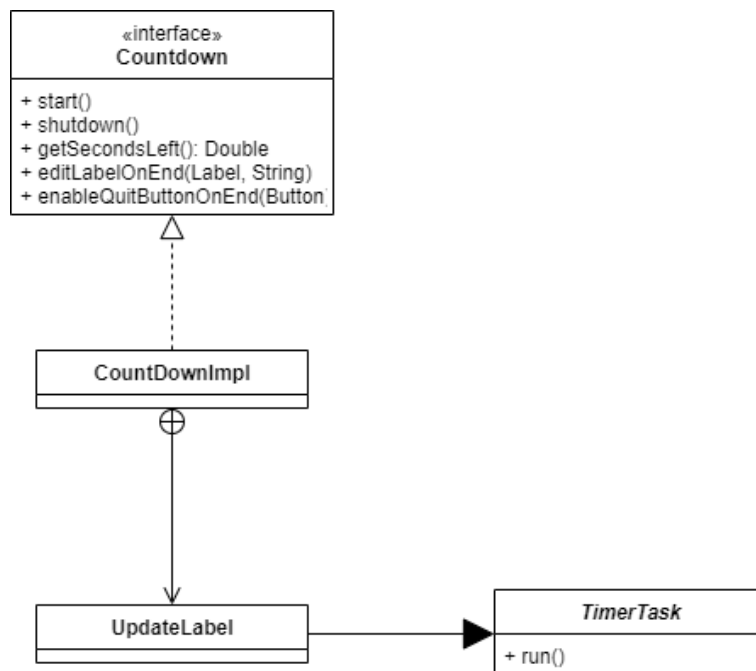 «interface»
Countdown
+ start()
+ shutdown()
+ getSecondsLeft(): Double
+ editLabelOnEnd(Label, String)
+ enableQuitButtonOnEnd(Button)
CountDownImpl
UpdateLabel
TimerTask
+ run()